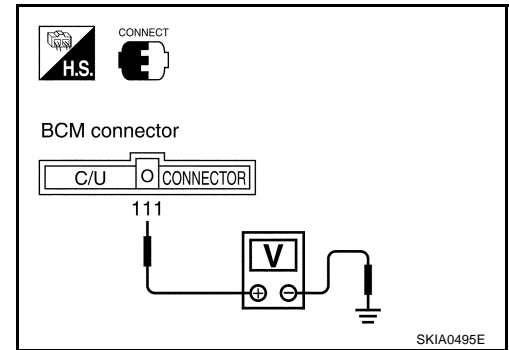 CONNECT
H.S.
BCM connector
C/U O CONNECTOR
111
V
+ -
SKIA0495E